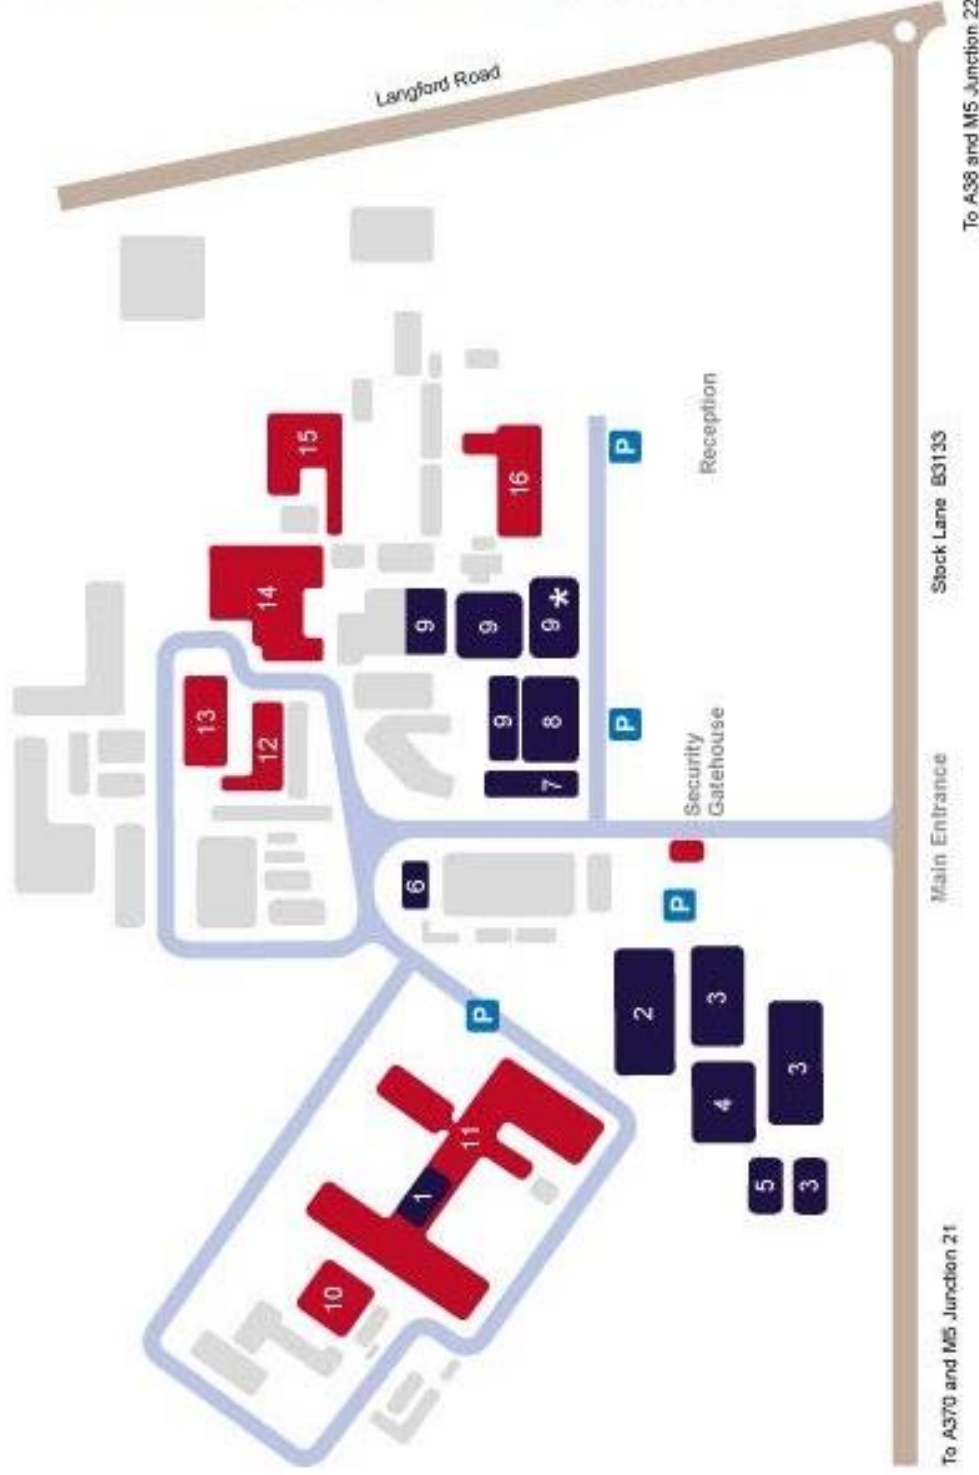 13
12
14
15
10
Langford Road
1
6
9
11
P
9
9
16
7
8
9 *
P
P
2
P
Security
Gatehouse
Reception
4
3
5
3
3
3
Main Entrance
Stock Lane B3133
To A370 and M5 Junction 21
To A38 and M5 Junction 22